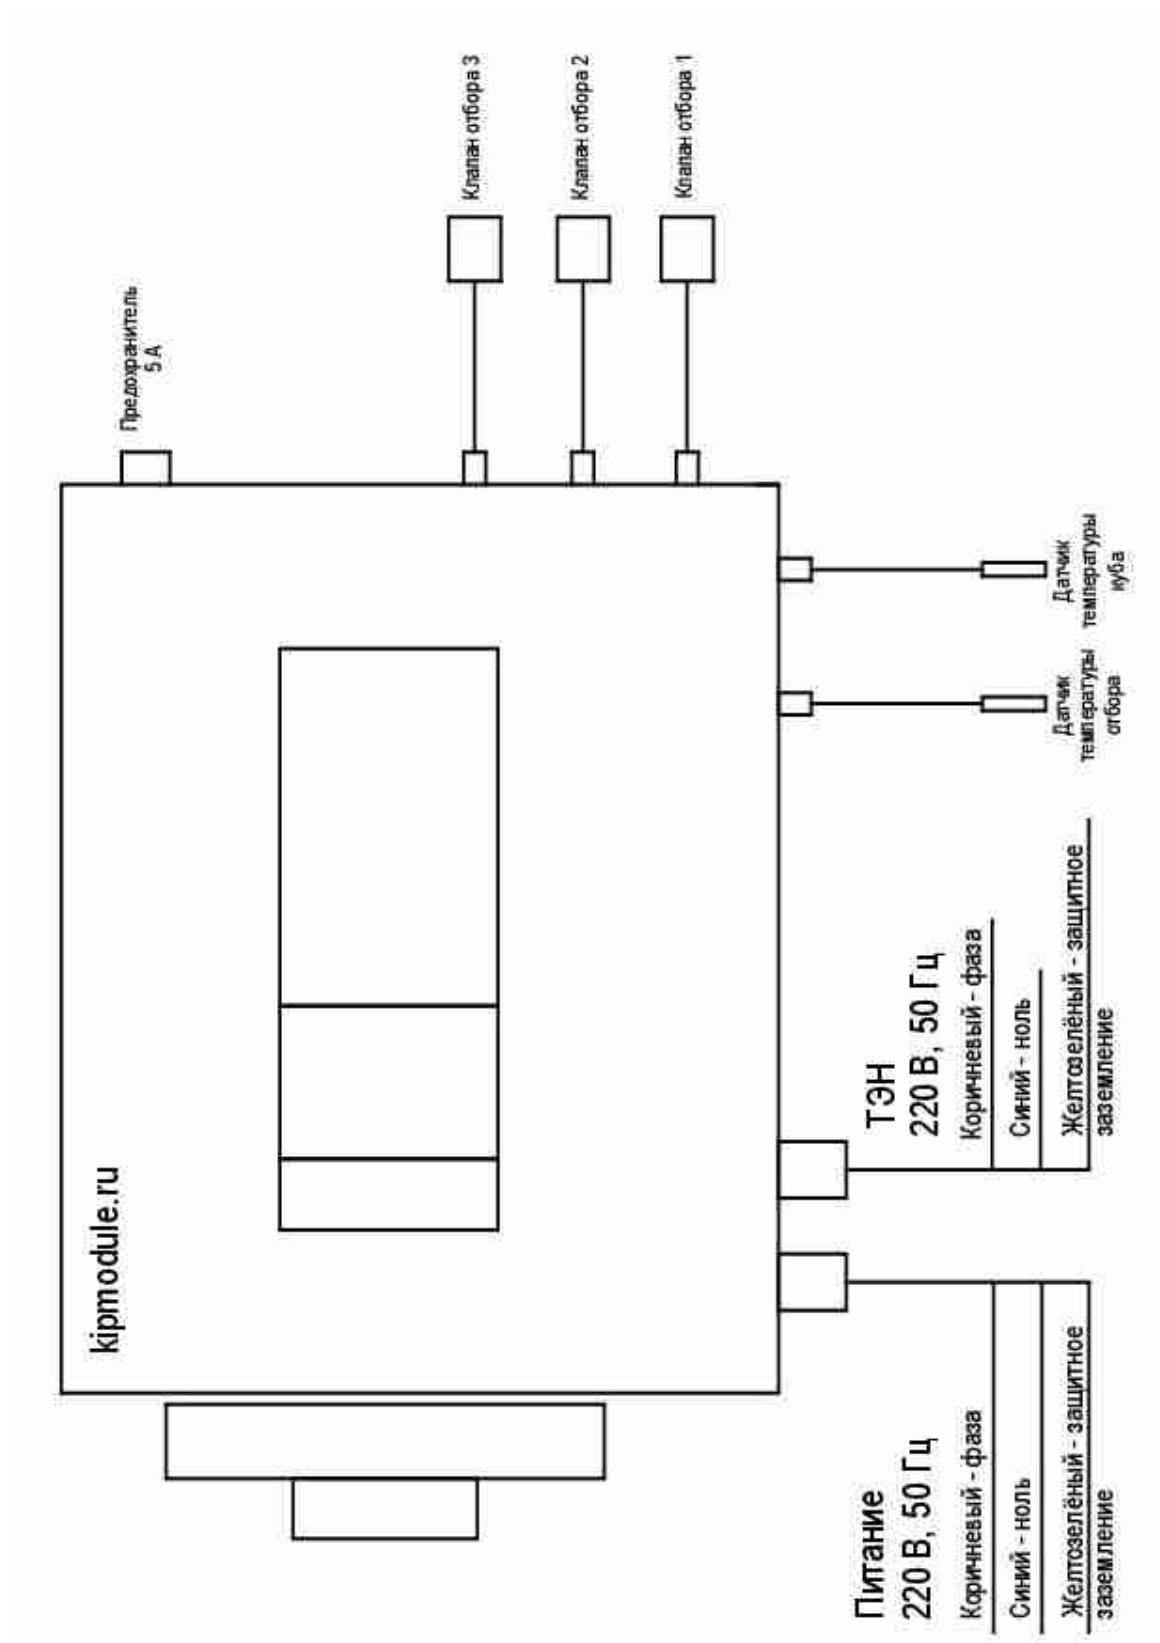 kipmodule.ru
Предохранитель
5 А
Клапан отбора 3
Клапан отбора 2
Клапан отбора 1
Питание
220 В, 50 Гц
Коричневый - фаза
Синий - ноль
Желтозелёный - защитное
заземление
ТЭН
220 В, 50 Гц
Коричневый - фаза
Синий - ноль
Желтозелёный - защитное
заземление
Датчик
температуры
отбора
Датчик
температуры
куба